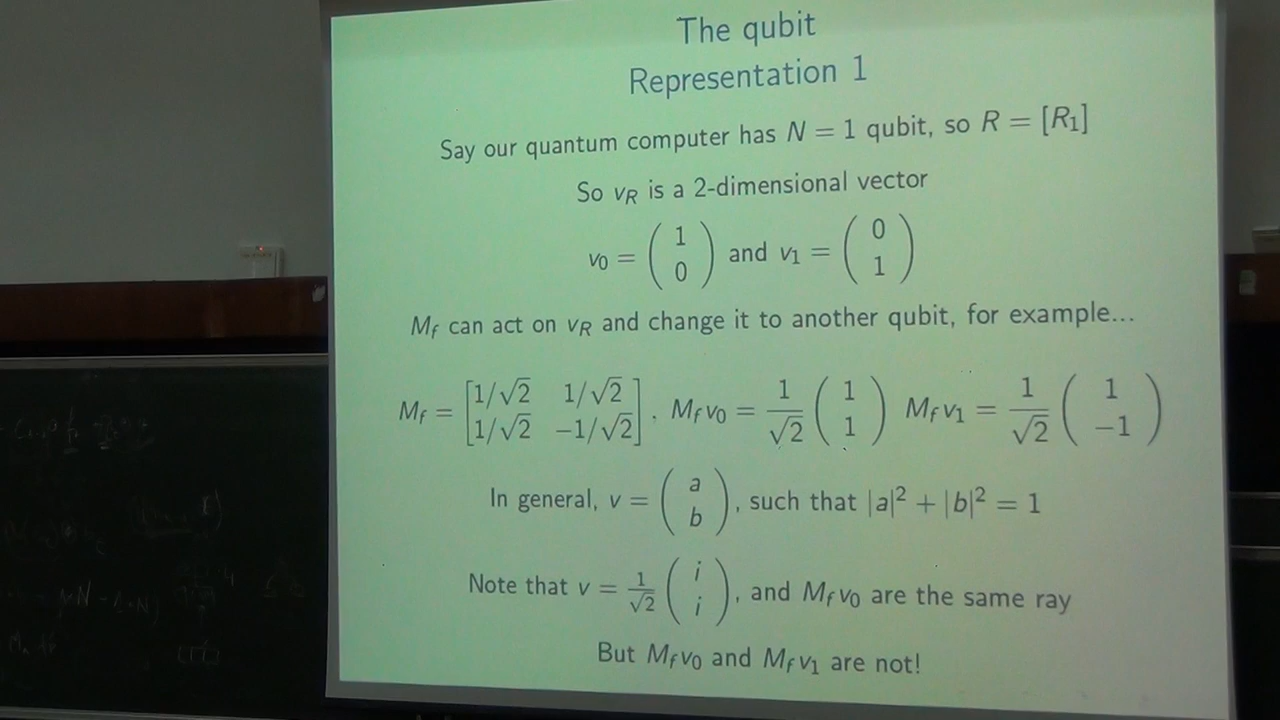 The qubit
Representation 1
Say our quantum computer has N = 1 qubit, so R = [R₁]
So v_R is a 2-dimensional vector
v₀ = (1 0) and v₁ = (0 1)
M_f can act on v_R and change it to another qubit, for example...
M_f = [1/√2 1/√2 1/√2 −1/√2] . M_f v₀ = 1/√2 (1 1) M_f v₁ = 1/√2 (1 −1)
In general, v = (a b), such that |a|² + |b|² = 1
Note that v = 1/√2 (i i), and M_f v₀ are the same ray
But M_f v₀ and M_f v₁ are not!